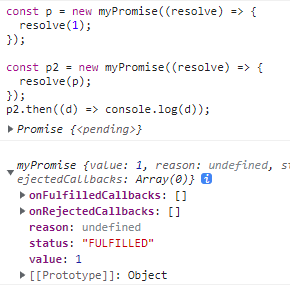 const p = new myPromise((resolve) => {
resolve(1);
});
const p2 = new myPromise((resolve) => {
resolve(p);
});
p2.then((d) => console.log(d));
▶ Promise {<pending>}
▼ myPromise {value: 1, reason: undefined, st
ejectedCallbacks: Array(0)} i
▶ onFulfilledCallbacks: []
▶ onRejectedCallbacks: []
reason: undefined
status: "FULFILLED"
value: 1
▶ [[Prototype]]: Object